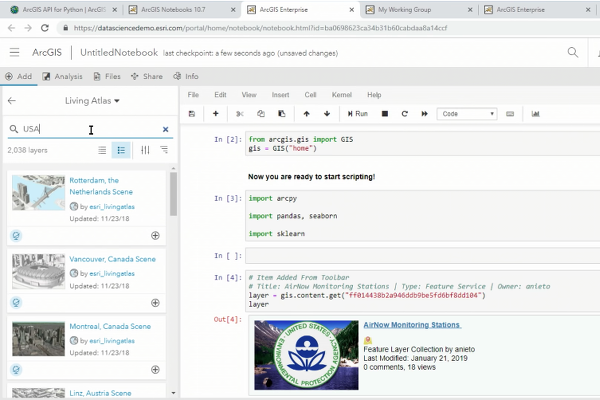 ArcGIS API for Python | ArcGIS
ArcGIS Notebooks 10.7
ArcGIS Enterprise
My Working Group
ArcGIS Enterprise
https://datasciencedemo.esri.com/portal/home/notebook/notebook.html?id=ba0698623ca34b31b60cabdaa8a14ccf
ArcGIS UntitledNotebook last checkpoint: a few seconds ago (unsaved changes)
Add Analysis Files Share Info
Living Atlas
File Edit View Insert Cell Kernel Help
Run Code
USA
2,038 layers
Rotterdam, the
Netherlands Scene
by esri_livingatlas
Updated: 11/23/18
Vancouver, Canada Scene
by esri_livingatlas
Updated: 11/23/18
Montreal, Canada Scene
by esri_livingatlas
Updated: 11/23/18
Linz, Austria Scene
In [2]: from arcgis.gis import GIS
gis = GIS("home")
Now you are ready to start scripting!
In [3]: import arcpy
import pandas, seaborn
import sklearn
In [ ]:
In [4]: # Item Added From Toolbar
# Title: AirNow Monitoring Stations | Type: Feature Service | Owner: anieto
layer = gis.content.get("ff014438b2a946ddb9be5fd6bf8dd104")
layer
Out[4]:
UNITED STATES
ENVIRONMENTAL PROTECTION
AirNow Monitoring Stations
Feature Layer Collection by anieto
Last Modified: January 21, 2019
0 comments, 18 views